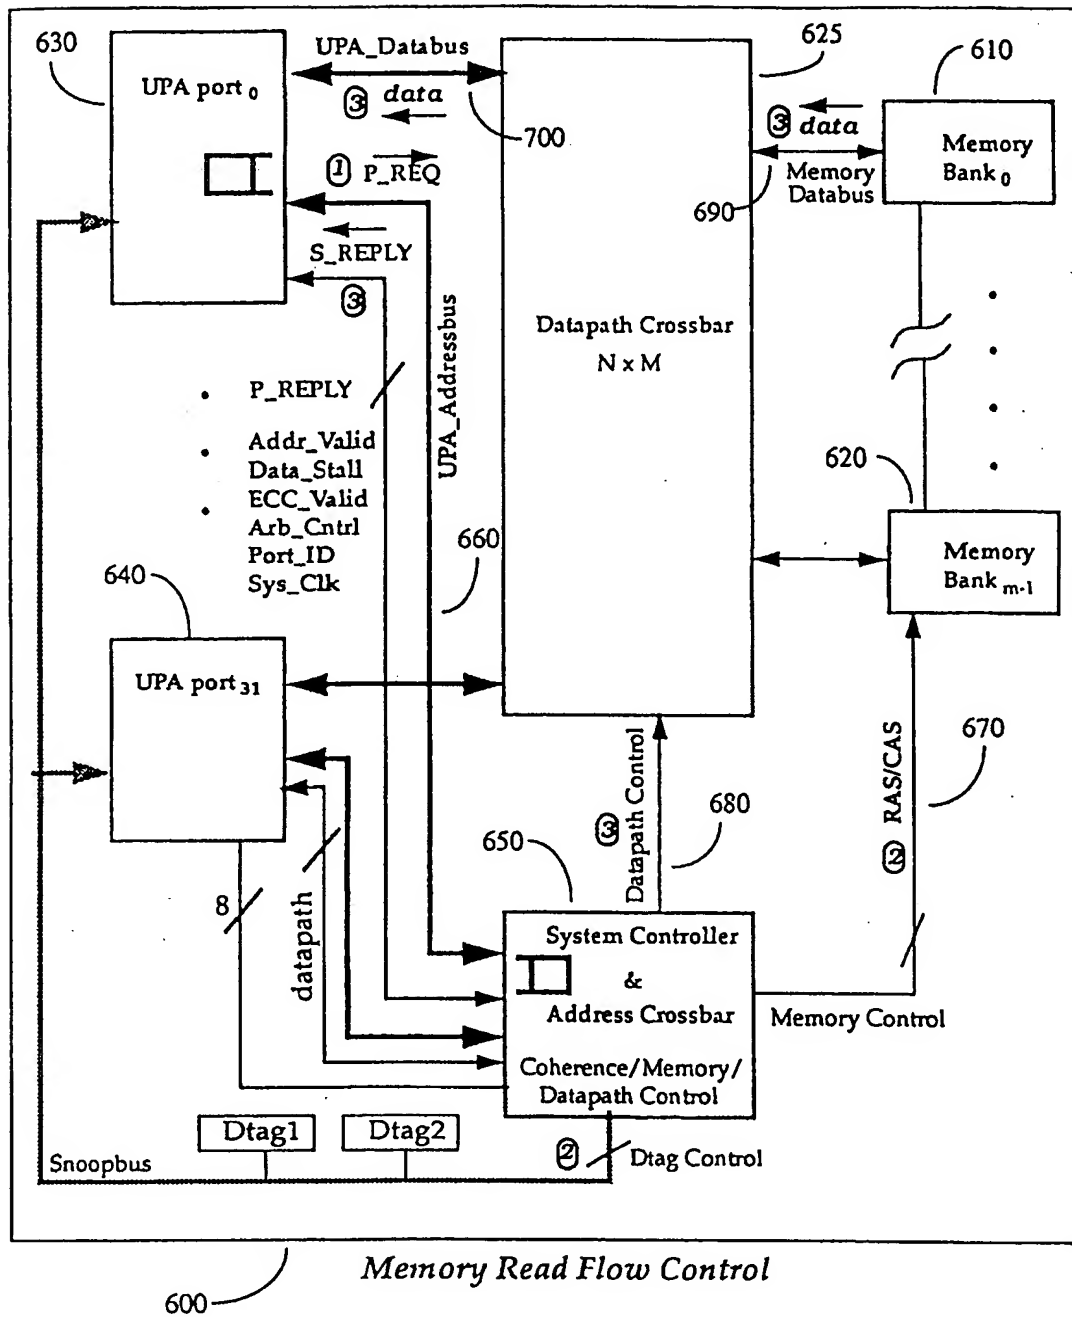 630
UPA port 0
UPA_Databus
3 data
700
625
610
3 data
Memory
Databus
690
Memory
Bank 0
1 P_REQ
S_REPLY
3
UPA_Addressbus
Datapath Crossbar
N x M
P_REPLY
Addr_Valid
Data_Stall
ECC_Valid
Arb_Cntrl
Port_ID
Sys_Clk
660
620
Memory
Bank m-1
640
UPA port 31
670
2 RAS/CAS
680
3 Datapath Control
650
8
datapath
System Controller
&
Address Crossbar
Coherence/Memory/
Datapath Control
Memory Control
Dtag1
Dtag2
Snoopbus
2
Dtag Control
Memory Read Flow Control
600